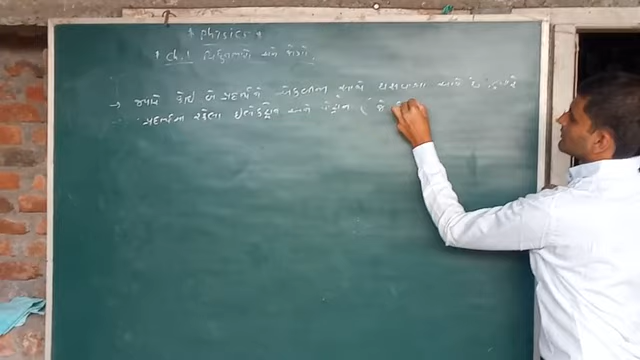 * Physics *
* Ch.1 વિદ્યુતભારો અને ક્ષેત્રો
→ જ્યારે કોઈ બે પદાર્થોને એકબીજા સાથે ઘસવામાં આવે છે ત્યારે
પદાર્થમાં રહેલા ઇલેક્ટ્રોન અને પ્રોટોન ( જે